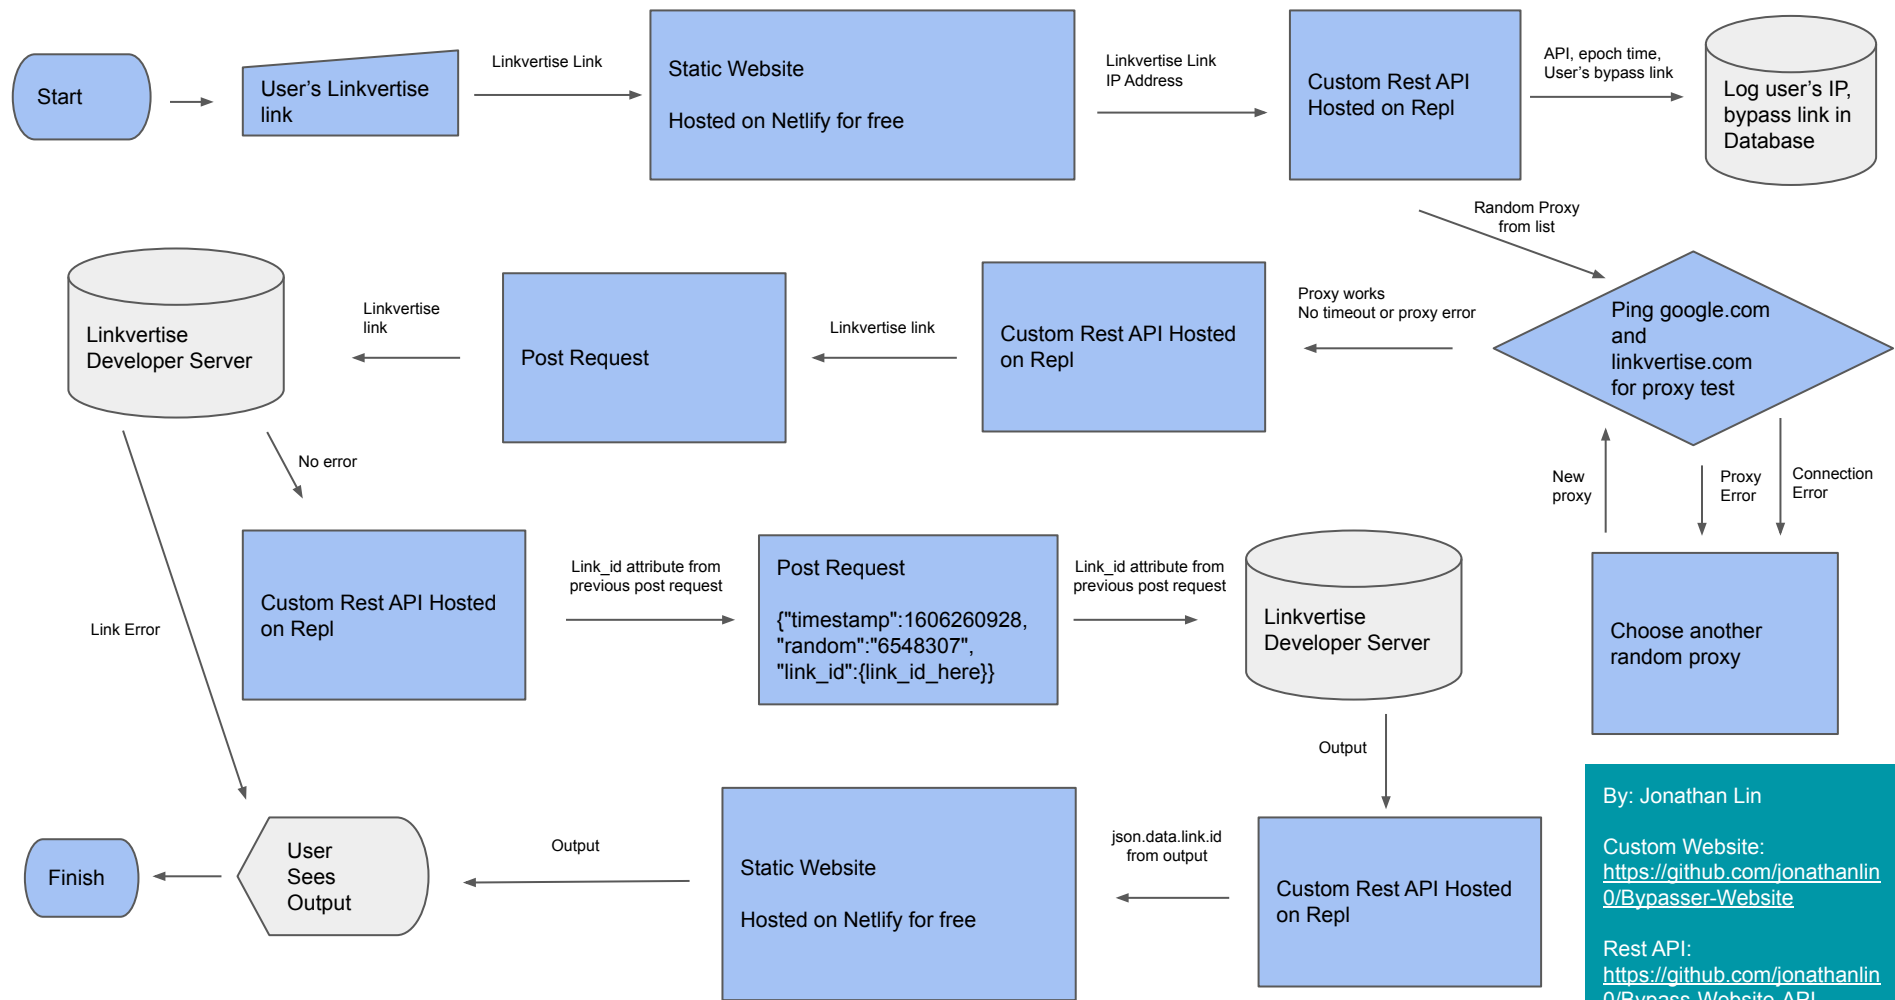 Start
User's Linkvertise
link
Linkvertise Link
Static Website
Hosted on Netlify for free
Linkvertise Link
IP Address
Custom Rest API
Hosted on Repl
API, epoch time,
User's bypass link
Log user's IP,
bypass link in
Database
Random Proxy
from list
Ping google.com
and
linkvertise.com
for proxy test
Proxy works
No timeout or proxy error
Custom Rest API Hosted
on Repl
Linkvertise link
Post Request
Linkvertise
link
Linkvertise
Developer Server
New
proxy
Proxy
Error
Connection
Error
Choose another
random proxy
No error
Link Error
Custom Rest API Hosted
on Repl
Link_id attribute from
previous post request
Post Request
{"timestamp":1606260928,
"random":"6548307",
"link_id":{link_id_here}}
Link_id attribute from
previous post request
Linkvertise
Developer Server
Output
Custom Rest API Hosted
on Repl
json.data.link.id
from output
Static Website
Hosted on Netlify for free
Output
User
Sees
Output
Finish
By: Jonathan Lin
Custom Website:
https://github.com/jonathanlin
0/Bypasser-Website
Rest API:
https://github.com/jonathanlin
0/Bypass-Website-API